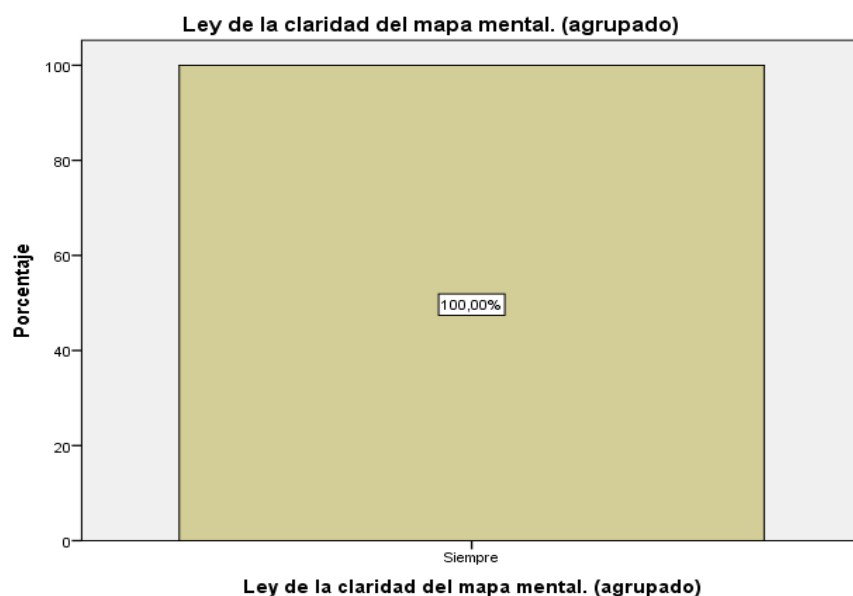 Ley de la claridad del mapa mental. (agrupado)
100
80
60
40
20
0
Porcentaje
100,00%
Siempre
Ley de la claridad del mapa mental. (agrupado)